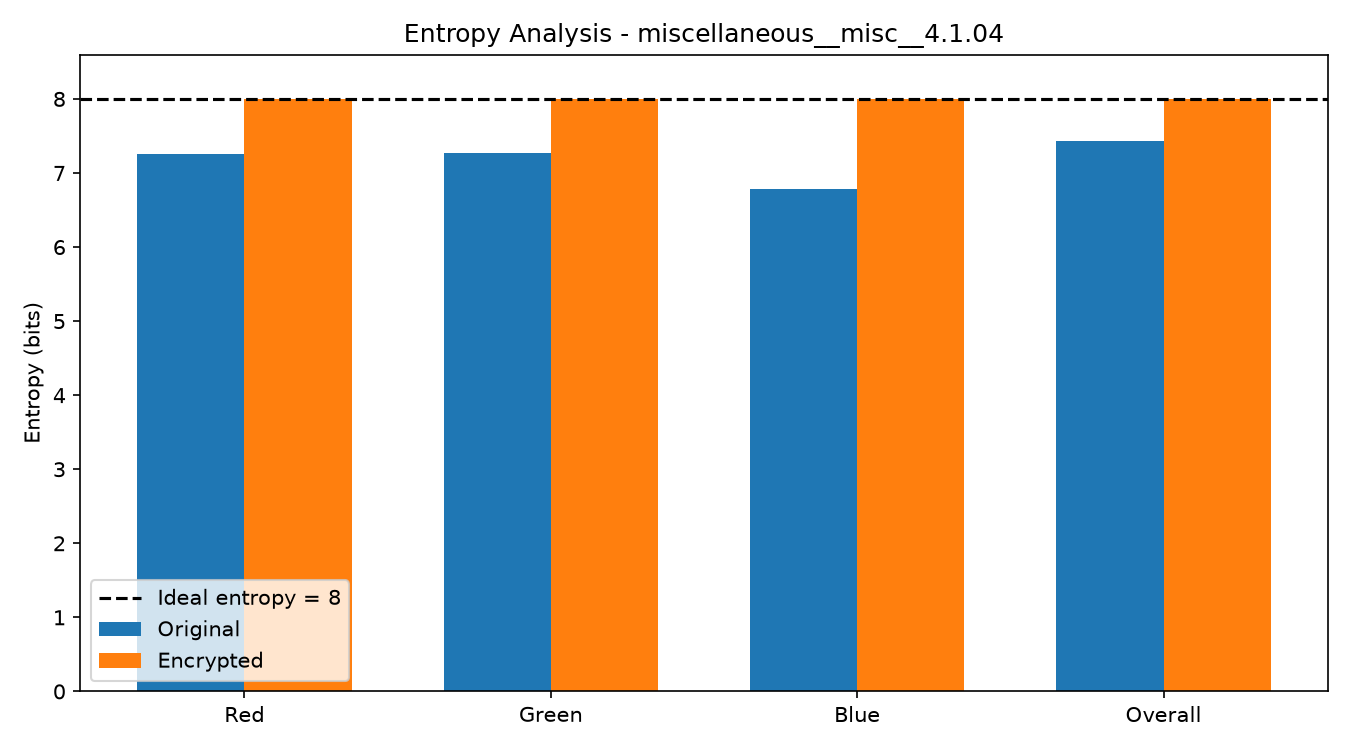 Entropy Analysis - miscellaneous__misc__4.1.04
Entropy (bits)
8
7
6
5
4
3
2
1
0
Ideal entropy = 8
Original
Encrypted
Red Green Blue Overall